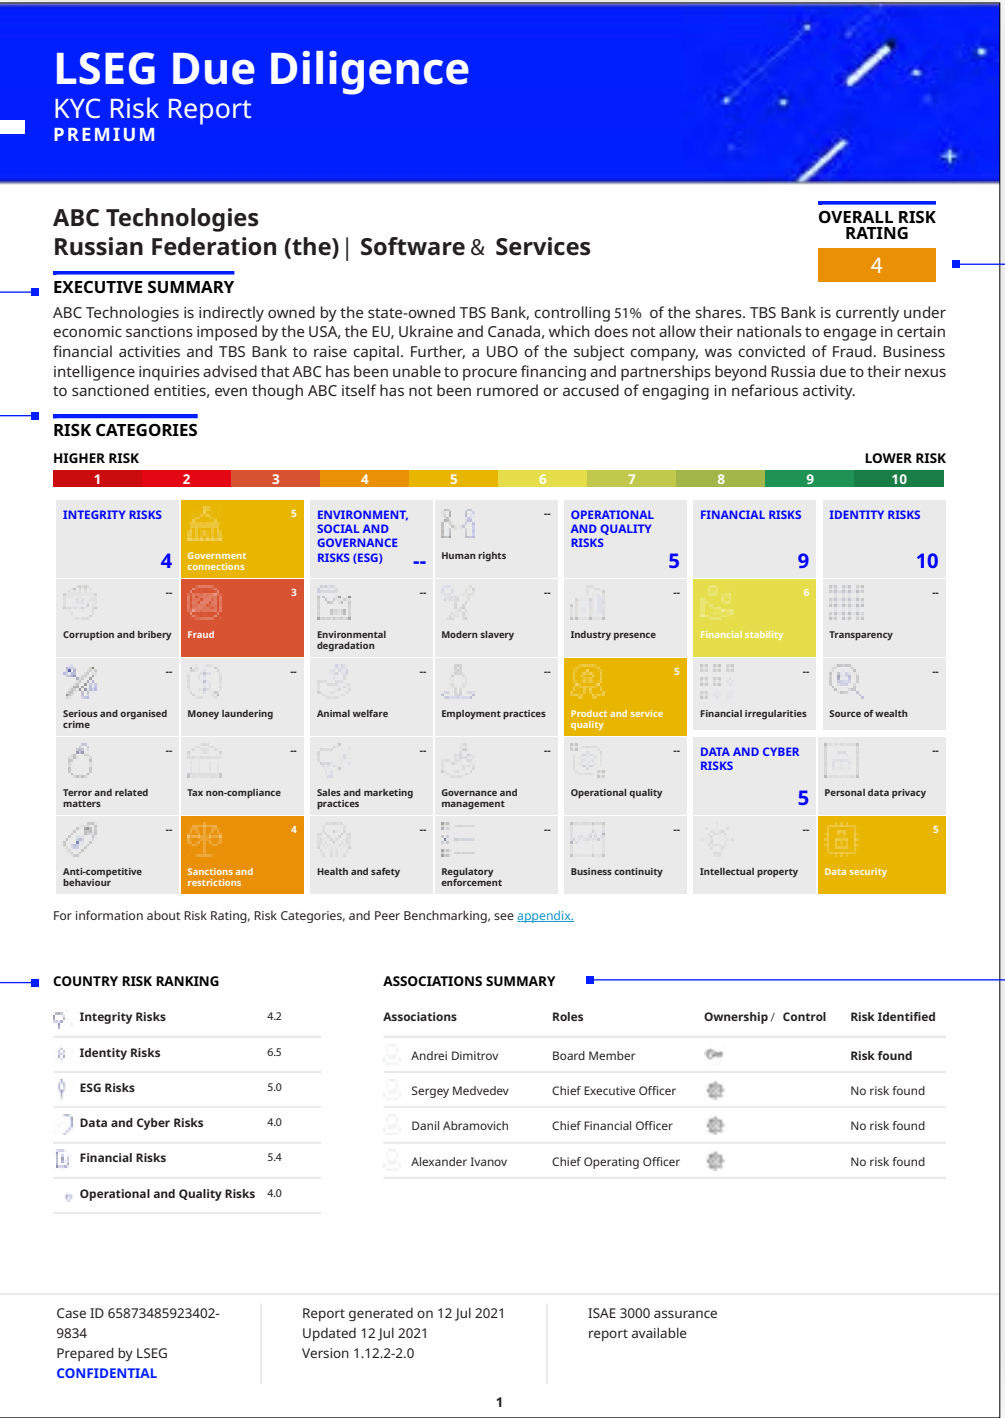 LSEG Due Diligence
KYC Risk Report
PREMIUM
ABC Technologies
Russian Federation (the)| Software & Services
OVERALL RISK
RATING
4
EXECUTIVE SUMMARY
ABC Technologies is indirectly owned by the state-owned TBS Bank, controlling 51% of the shares. TBS Bank is currently under
economic sanctions imposed by the USA, the EU, Ukraine and Canada, which does not allow their nationals to engage in certain
financial activities and TBS Bank to raise capital. Further, a UBO of the subject company, was convicted of Fraud. Business
intelligence inquiries advised that ABC has been unable to procure financing and partnerships beyond Russia due to their nexus
to sanctioned entities, even though ABC itself has not been rumored or accused of engaging in nefarious activity.
RISK CATEGORIES
HIGHER RISK LOWER RISK
1 2 3 4 5 6 7 8 9 10
INTEGRITY RISKS
4
5
Government
connections
--
Corruption and bribery
3
Fraud
--
Serious and organised
crime
--
Money laundering
--
Terror and related
matters
--
Tax non-compliance
--
Anti-competitive
behaviour
4
Sanctions and
restrictions
ENVIRONMENT,
SOCIAL AND
GOVERNANCE
RISKS (ESG) --
--
Human rights
--
Environmental
degradation
--
Modern slavery
--
Animal welfare
--
Employment practices
--
Sales and marketing
practices
--
Governance and
management
--
Health and safety
--
Regulatory
enforcement
OPERATIONAL
AND QUALITY
RISKS
5
--
Industry presence
5
Product and service
quality
--
Operational quality
--
Business continuity
FINANCIAL RISKS
9
6
Financial stability
--
Financial irregularities
IDENTITY RISKS
10
--
Transparency
--
Source of wealth
DATA AND CYBER
RISKS
5
--
Personal data privacy
--
Intellectual property
5
Data security
For information about Risk Rating, Risk Categories, and Peer Benchmarking, see appendix.
COUNTRY RISK RANKING
Integrity Risks 4.2
Identity Risks 6.5
ESG Risks 5.0
Data and Cyber Risks 4.0
Financial Risks 5.4
Operational and Quality Risks 4.0
ASSOCIATIONS SUMMARY
Associations Roles Ownership / Control Risk Identified
Andrei Dimitrov Board Member Risk found
Sergey Medvedev Chief Executive Officer No risk found
Danil Abramovich Chief Financial Officer No risk found
Alexander Ivanov Chief Operating Officer No risk found
Case ID 65873485923402-
9834
Prepared by LSEG
CONFIDENTIAL
Report generated on 12 Jul 2021
Updated 12 Jul 2021
Version 1.12.2-2.0
ISAE 3000 assurance
report available
1